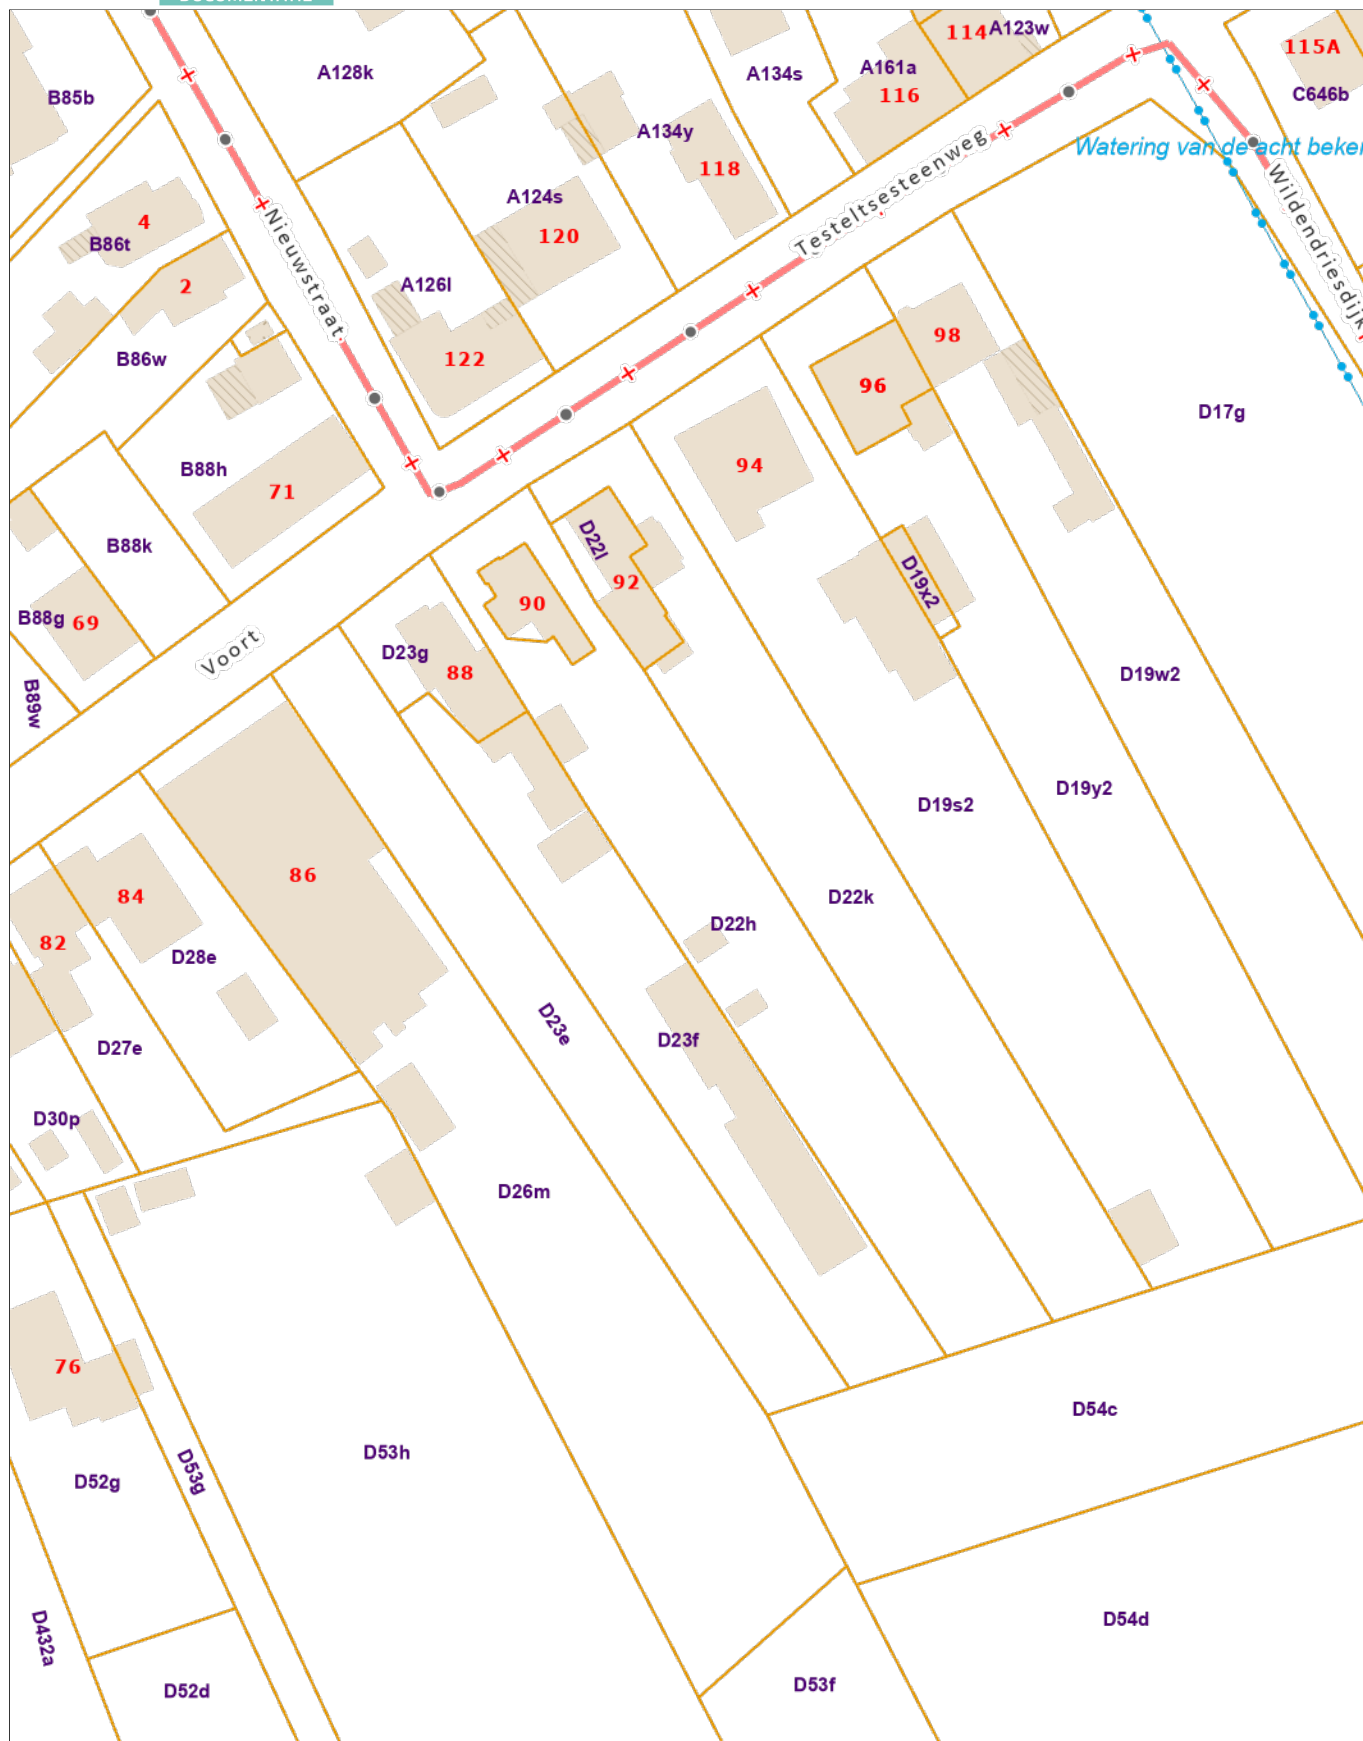 114
A123w
115A
A128k
A134s
A161a
B85b
116
C646b
A134y
Testeltsesteenweg
Watering van de acht beken
118
Wildendriesdijk
A124s
4
B86t
Nieuwstraat
120
2
A126l
98
B86w
122
96
D17g
B88h
94
71
D22l
B88k
92
D19x2
90
B88g
69
Voort
D23g
88
D19w2
B89w
D19y2
D19s2
86
84
D22k
D22h
82
D28e
D23e
D23f
D27e
D30p
D26m
76
D54c
D53h
D53g
D52g
D432a
D54d
D53f
D52d